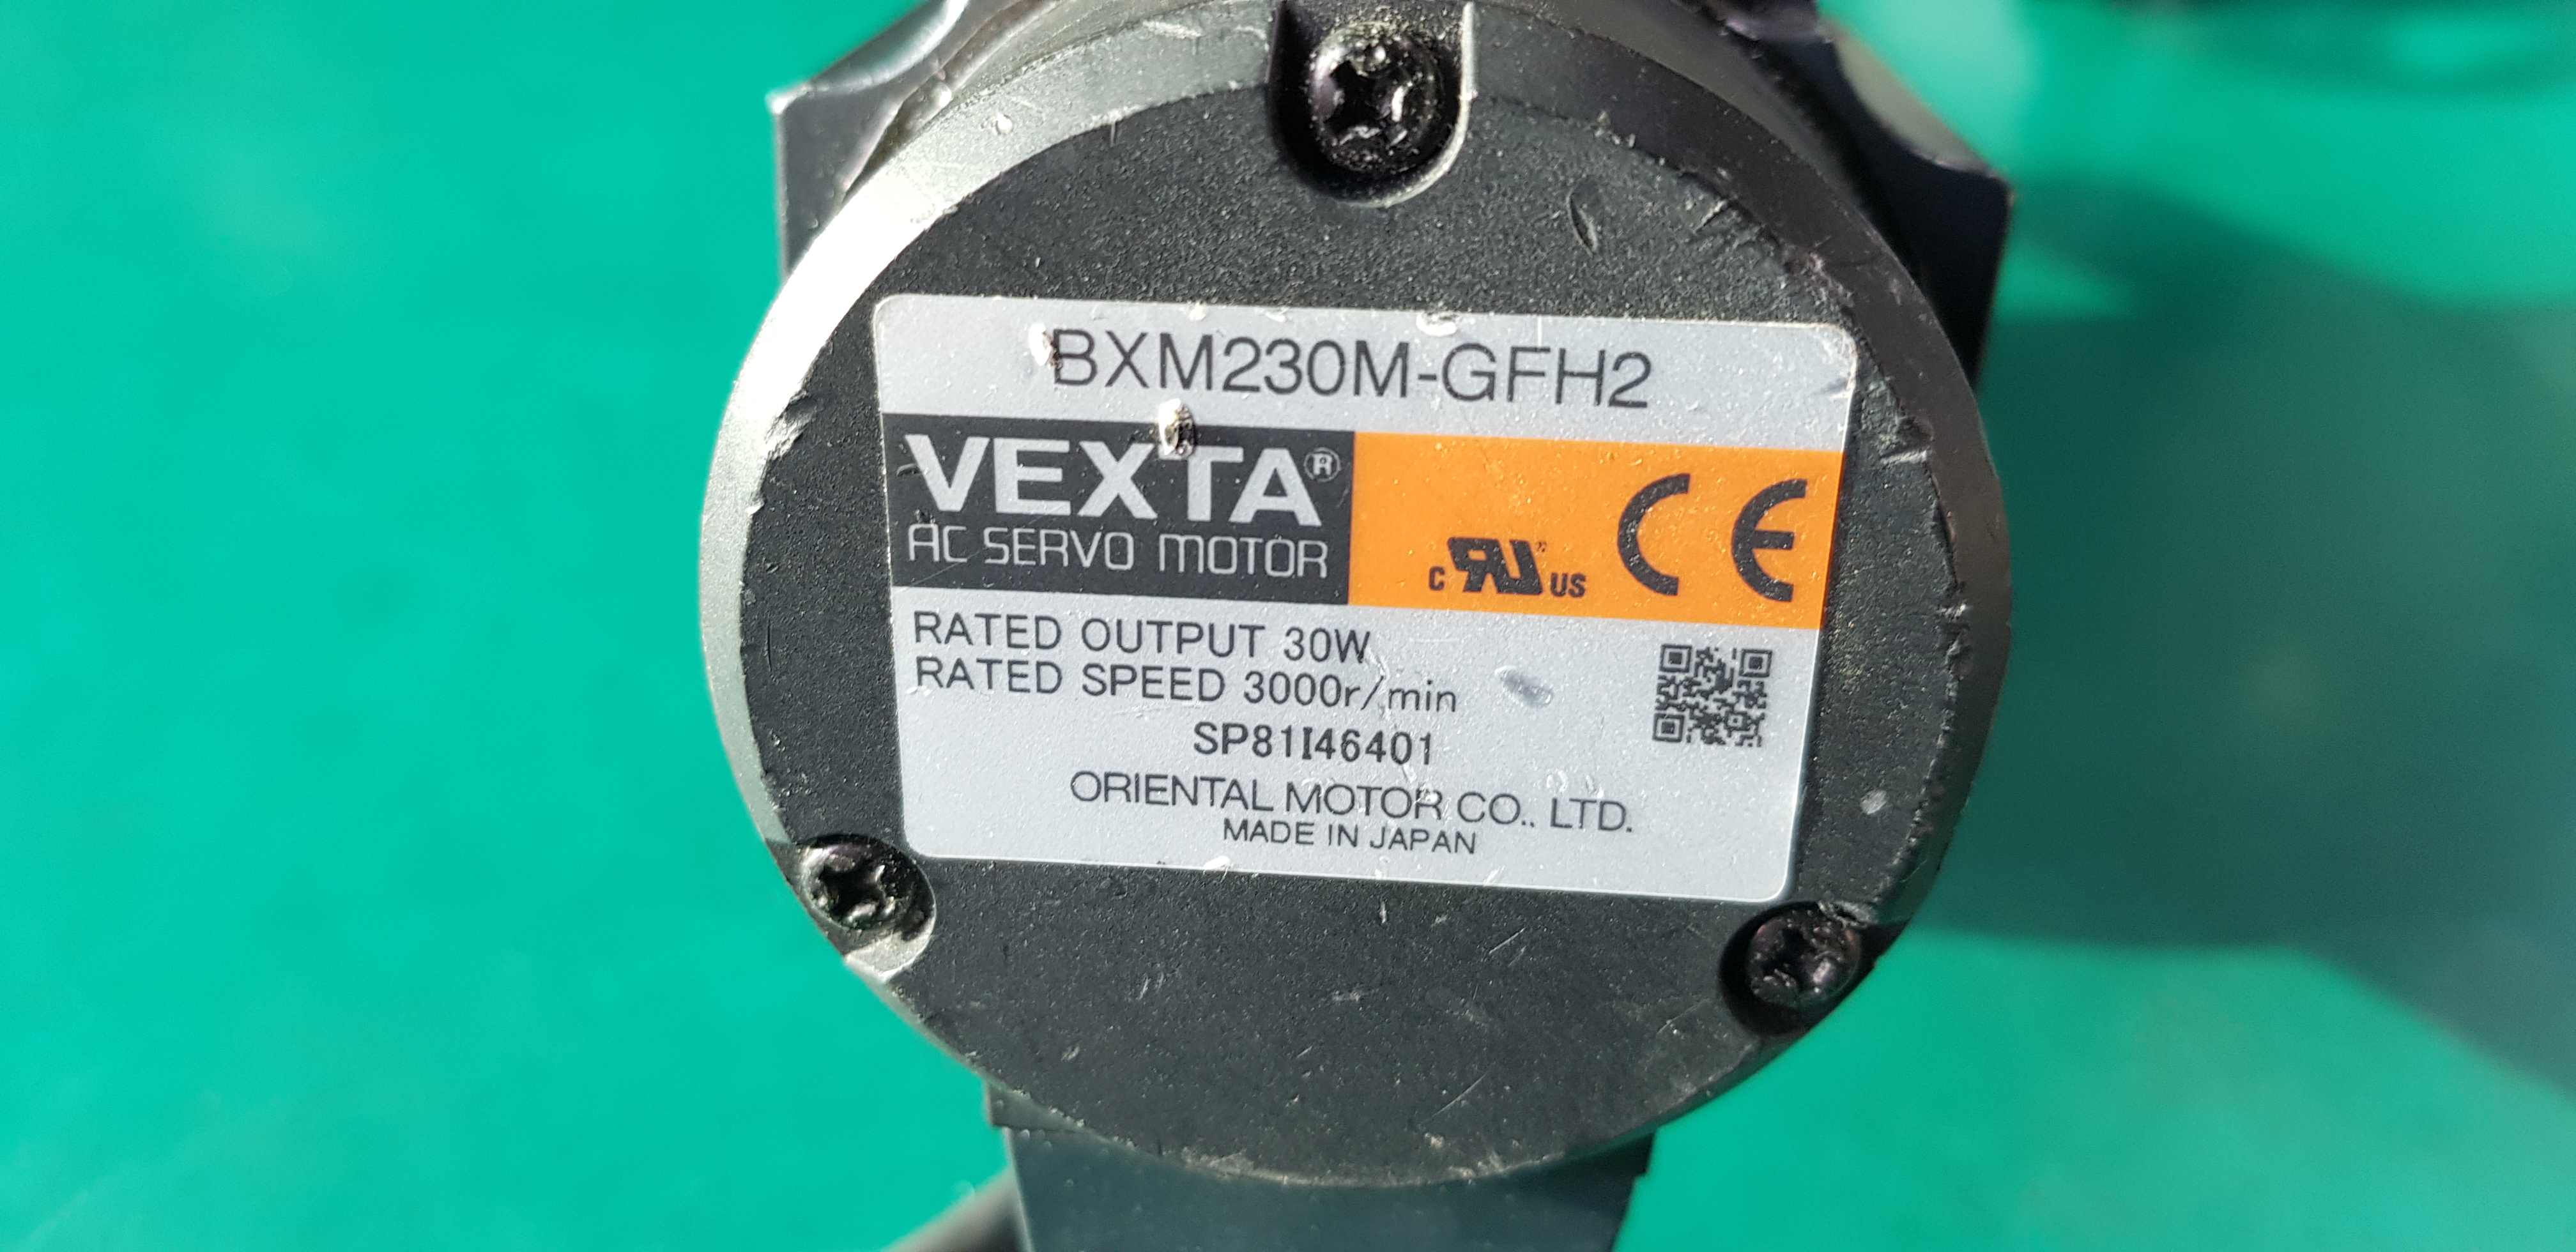 BXM230M-GFH2
VEXTA®
AC SERVO MOTOR
c RU® US CE
RATED OUTPUT 30W
RATED SPEED 3000r/min
SP81I46401
ORIENTAL MOTOR CO., LTD.
MADE IN JAPAN